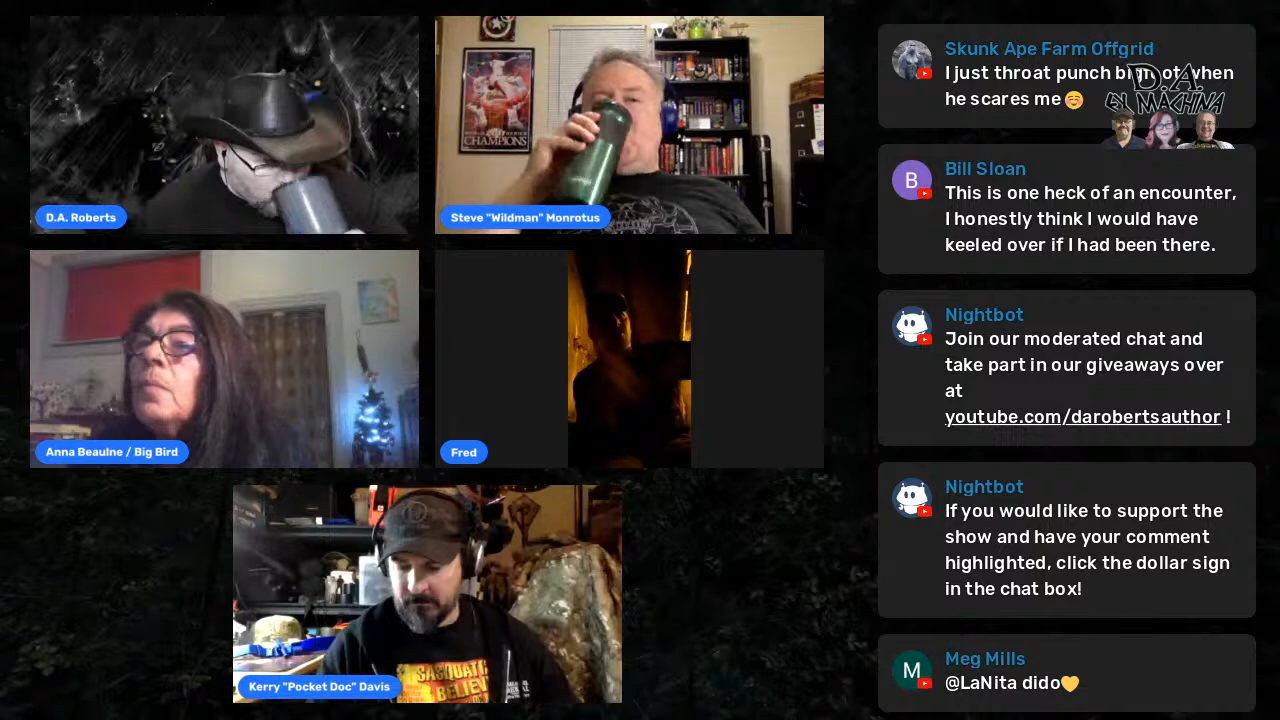 D.A. Roberts
CHAMPIONS
Steve "Wildman" Monrotus
Anna Beaulne / Big Bird
Fred
SASQUATCH
BELIEV
Kerry "Pocket Doc" Davis
Skunk Ape Farm Offgrid
I just throat punch bigfoot when
he scares me ☺️
D.A.
EX MACHINA
B
Bill Sloan
This is one heck of an encounter,
I honestly think I would have
keeled over if I had been there.
Nightbot
Join our moderated chat and
take part in our giveaways over
at
youtube.com/darobertsauthor !
Nightbot
If you would like to support the
show and have your comment
highlighted, click the dollar sign
in the chat box!
M
Meg Mills
@LaNita dido💛